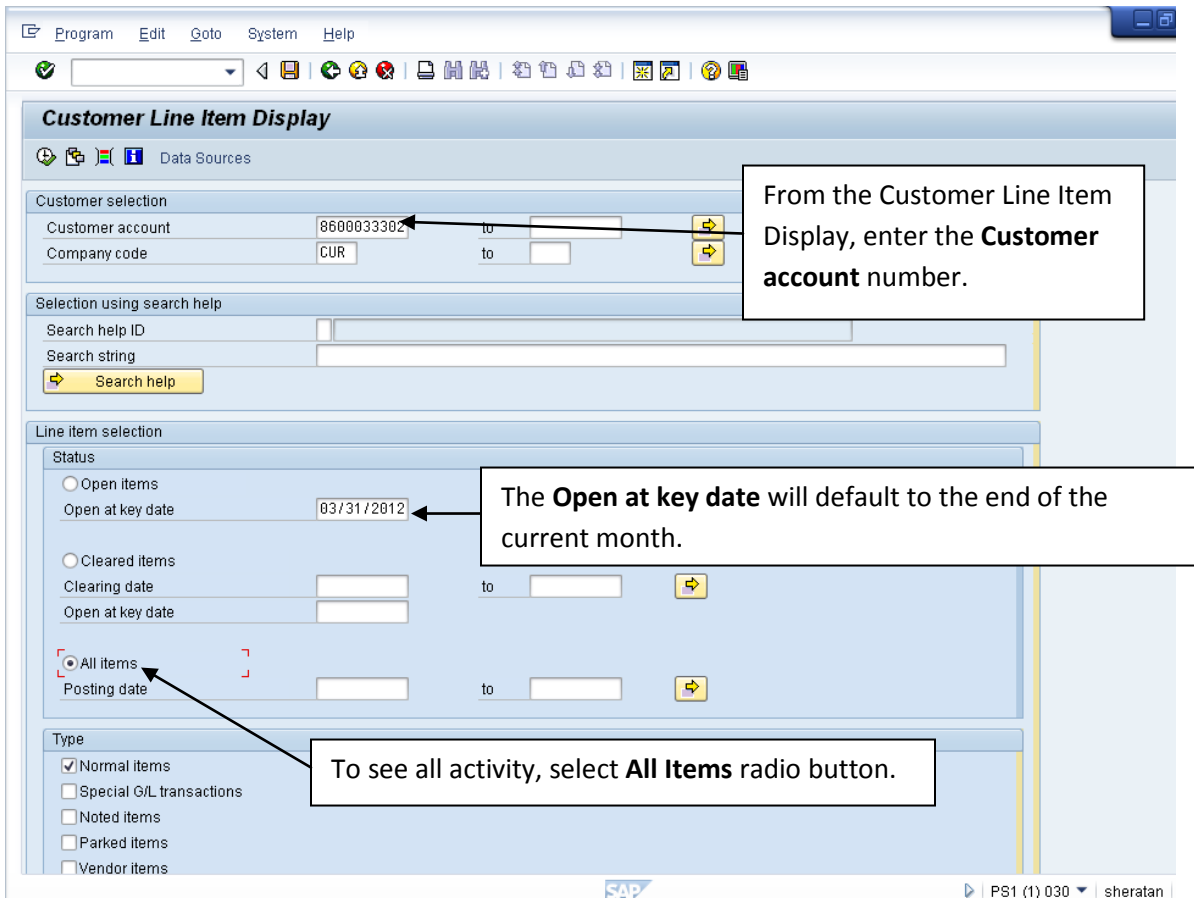 Program Edit Goto System Help
Customer Line Item Display
Data Sources
Customer selection
Customer account 8600033302 to
Company code CUR to
From the Customer Line Item
Display, enter the Customer
account number.
Selection using search help
Search help ID
Search string
Search help
Line item selection
Status
Open items
Open at key date 03/31/2012
The Open at key date will default to the end of the
current month.
Cleared items
Clearing date to
Open at key date
All items
Posting date to
Type
Normal items
To see all activity, select All Items radio button.
Special G/L transactions
Noted items
Parked items
Vendor items
SAP PS1 (1) 030 sheratan